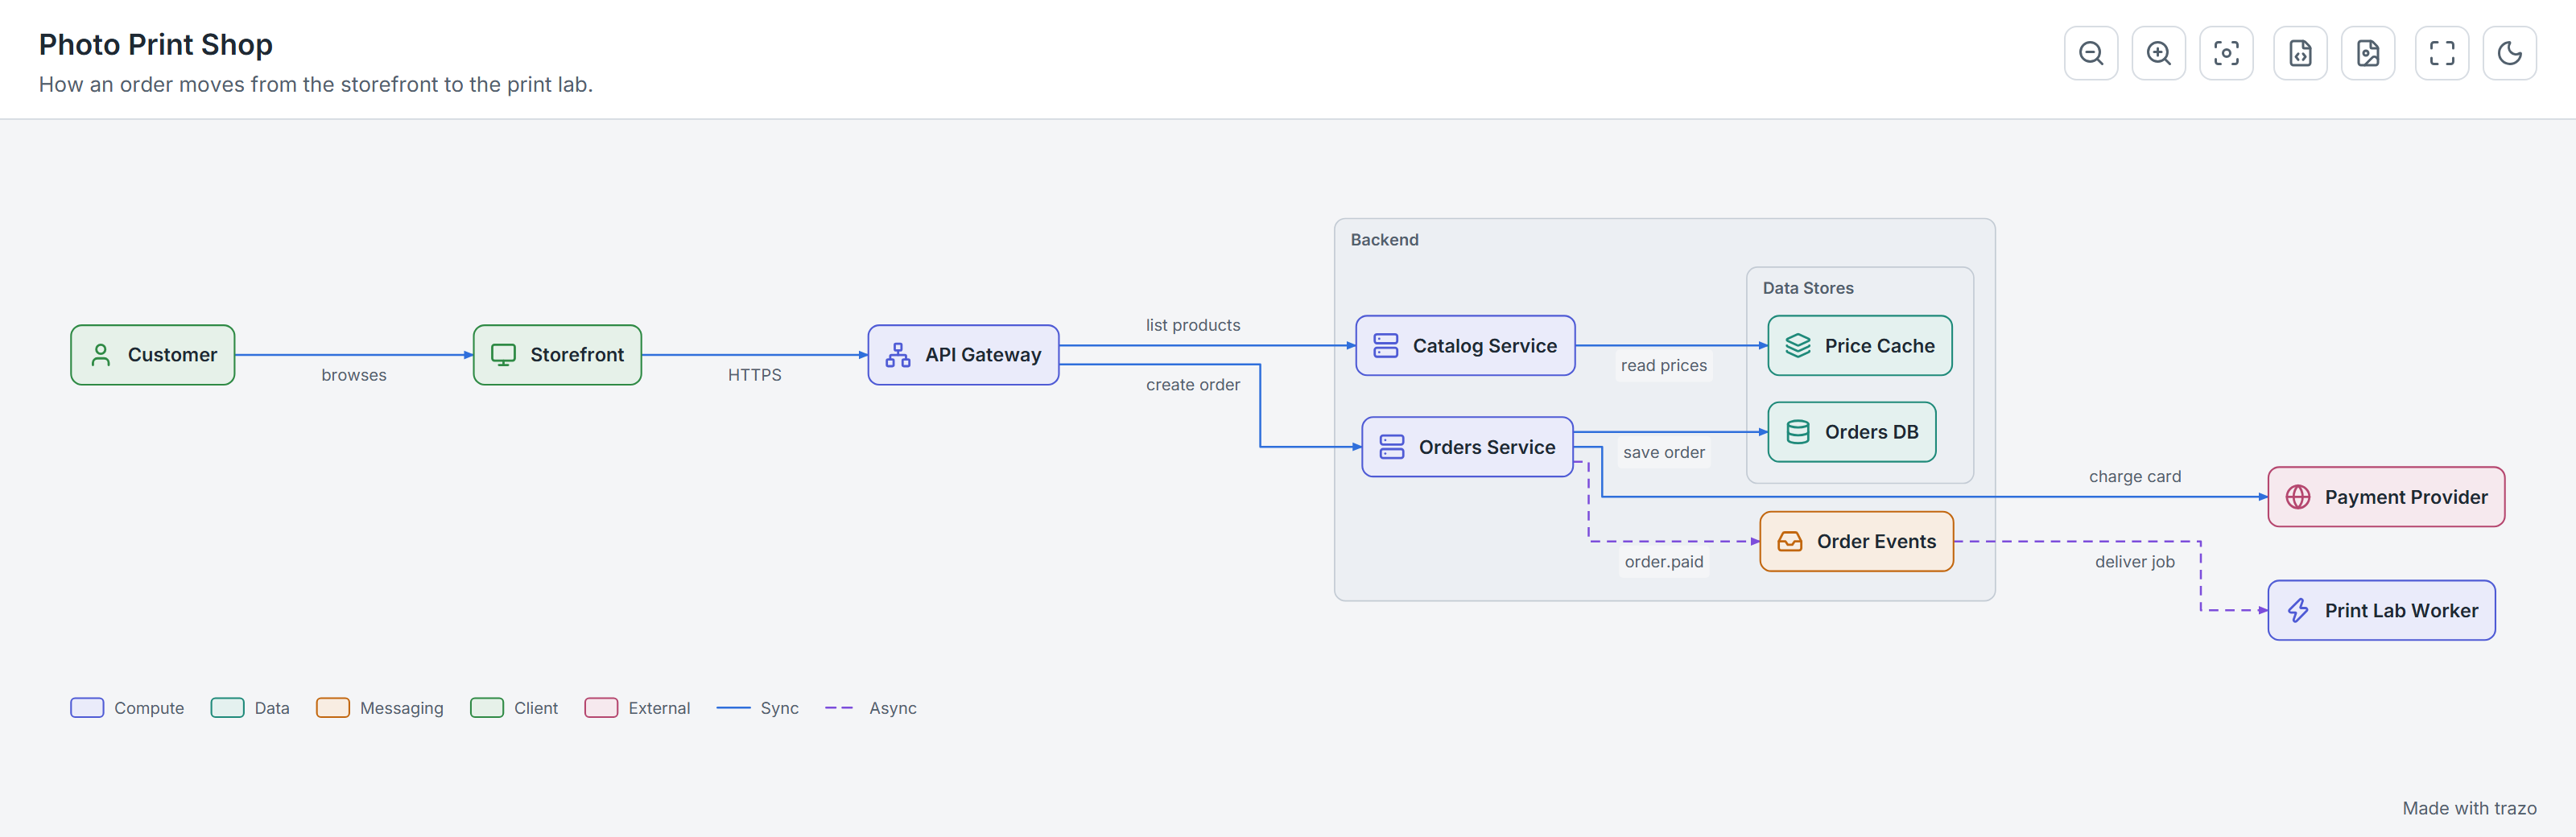 Photo Print Shop
How an order moves from the storefront to the print lab.
Backend
Data Stores
list products
Customer
Storefront
API Gateway
Catalog Service
Price Cache
browses
HTTPS
create order
read prices
Orders Service
Orders DB
save order
charge card
Payment Provider
Order Events
order.paid
deliver job
Print Lab Worker
Compute
Data
Messaging
Client
External
Sync
Async
Made with trazo